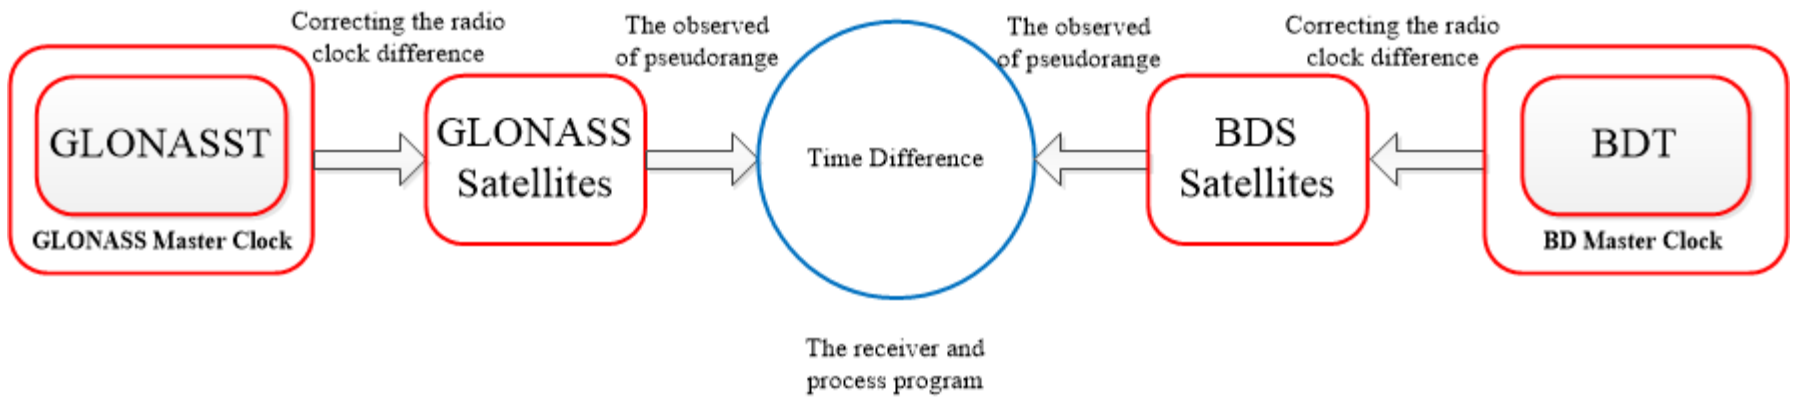 Correcting the radio
clock difference
The observed
of pseudorange
The observed
of pseudorange
Correcting the radio
clock difference
GLONASST
GLONASS Master Clock
GLONASS
Satellites
Time Difference
BDS
Satellites
BDT
BD Master Clock
The receiver and
process program